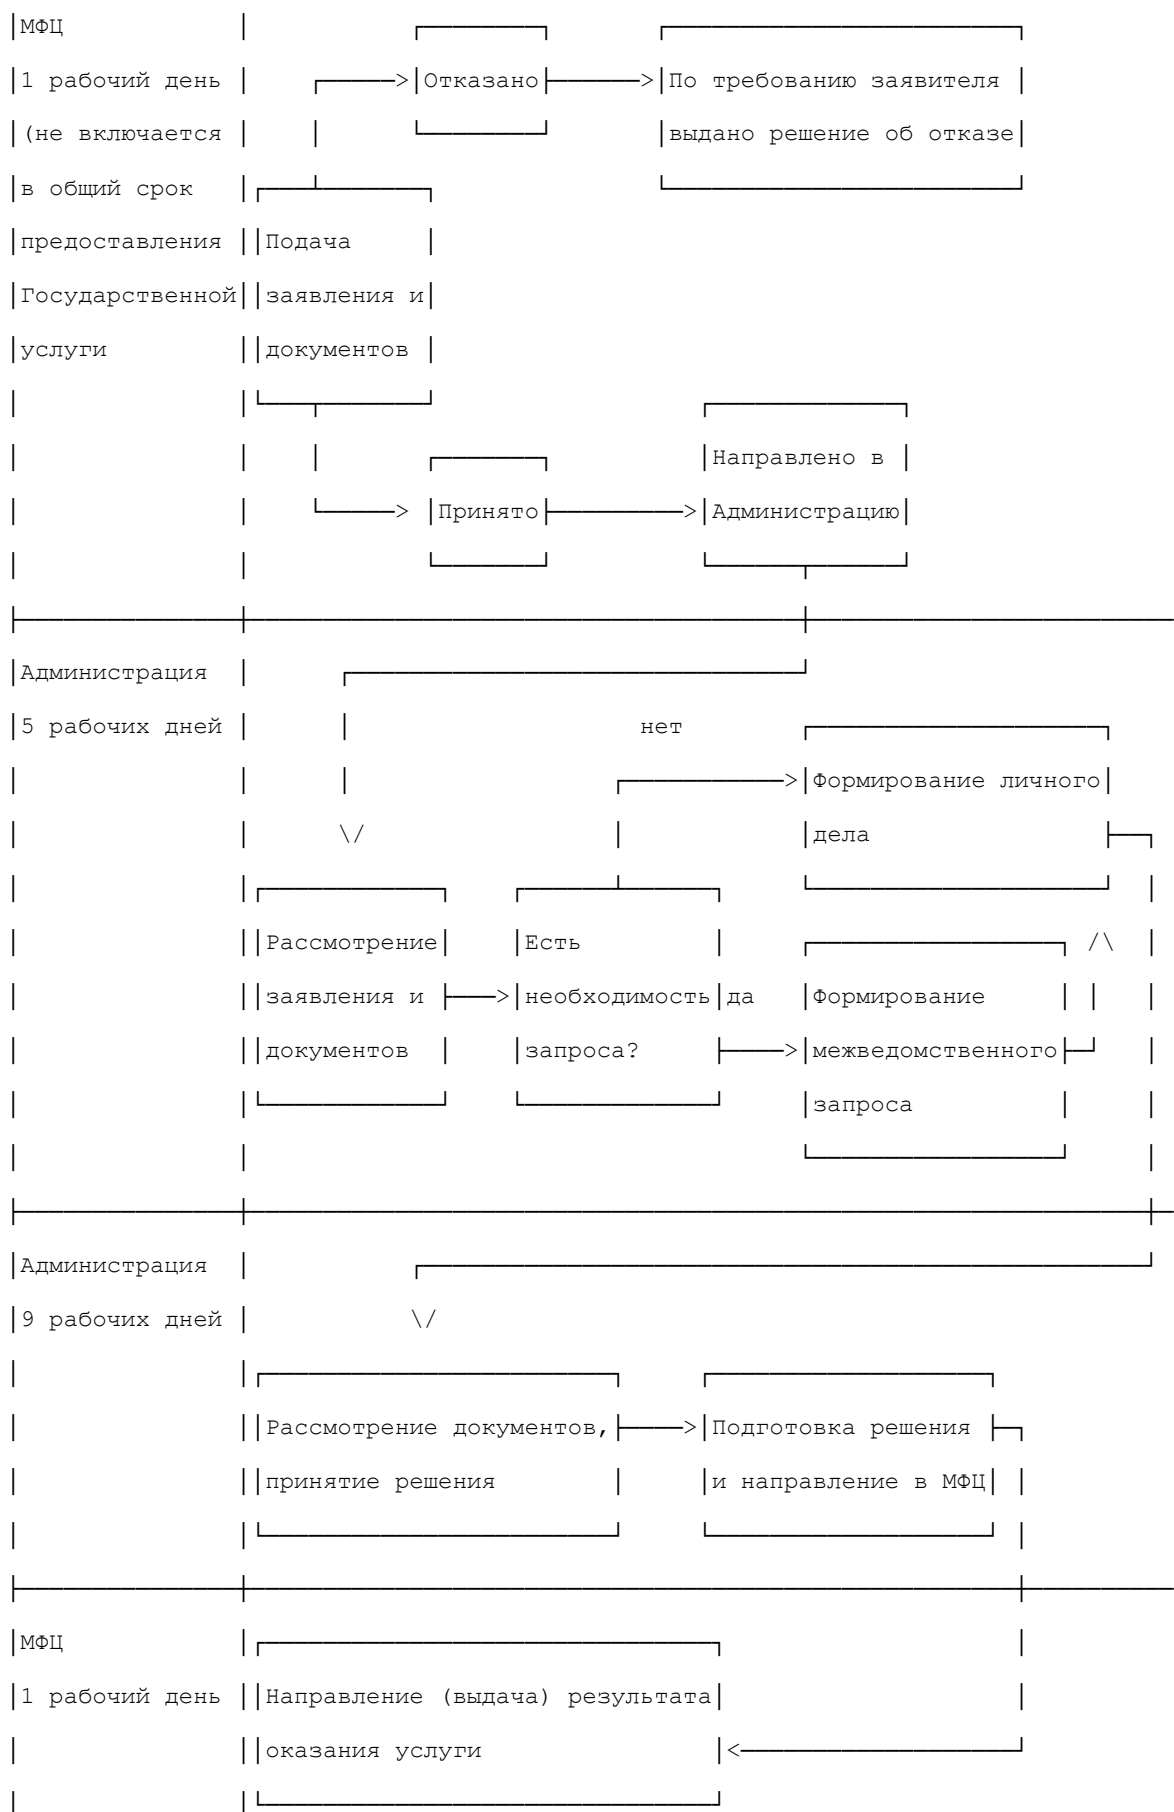 МФЦ
1 рабочий день Отказано По требованию заявителя
(не включается выдано решение об отказе
в общий срок
предоставления Подача
Государственной заявления и
услуги документов
Направлено в
Принято Администрацию
Администрация
5 рабочих дней нет
Формирование личного
дела
Рассмотрение Есть
заявления и необходимость да Формирование
документов запроса? межведомственного
запроса
Администрация
9 рабочих дней
Рассмотрение документов, Подготовка решения
принятие решения и направление в МФЦ
МФЦ
1 рабочий день Направление (выдача) результата
оказания услуги